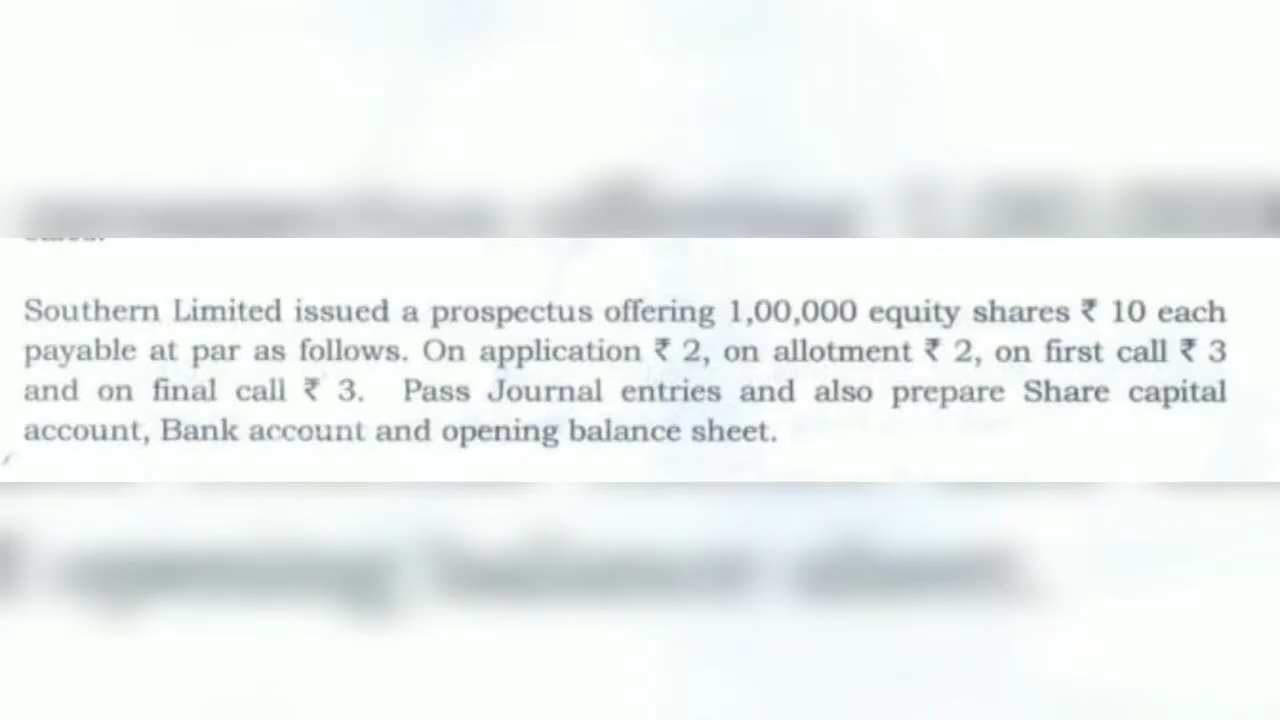 Southern Limited issued a prospectus offering 1,00,000 equity shares ₹ 10 each
payable at par as follows. On application ₹ 2, on allotment ₹ 2, on first call ₹ 3
and on final call ₹ 3. Pass Journal entries and also prepare Share capital
account, Bank account and opening balance sheet.